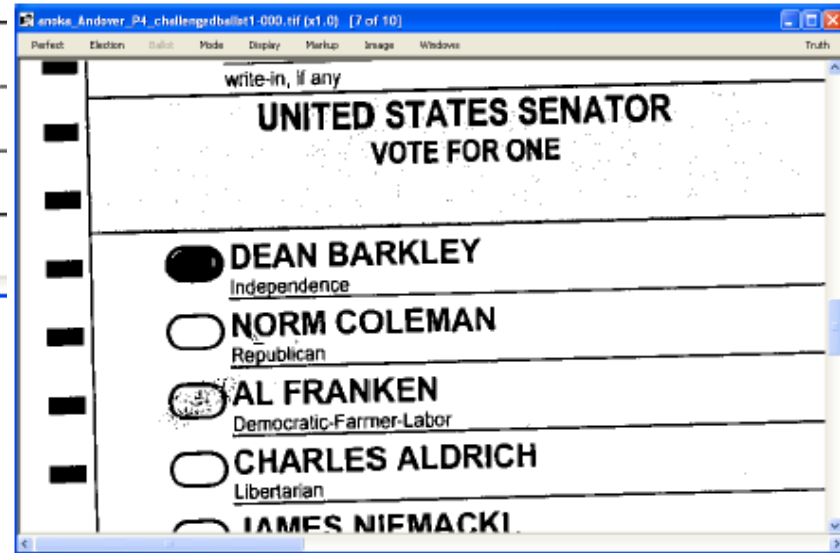 anoka_Andover_P4_challengedballot1-000.tif (x1.0) [7 of 10]
Perfect Election Ballot Mode Display Markup Image Windows Truth
write-in, if any
UNITED STATES SENATOR
VOTE FOR ONE
DEAN BARKLEY
Independence
NORM COLEMAN
Republican
AL FRANKEN
Democratic-Farmer-Labor
CHARLES ALDRICH
Libertarian
JAMES NIEMACKL